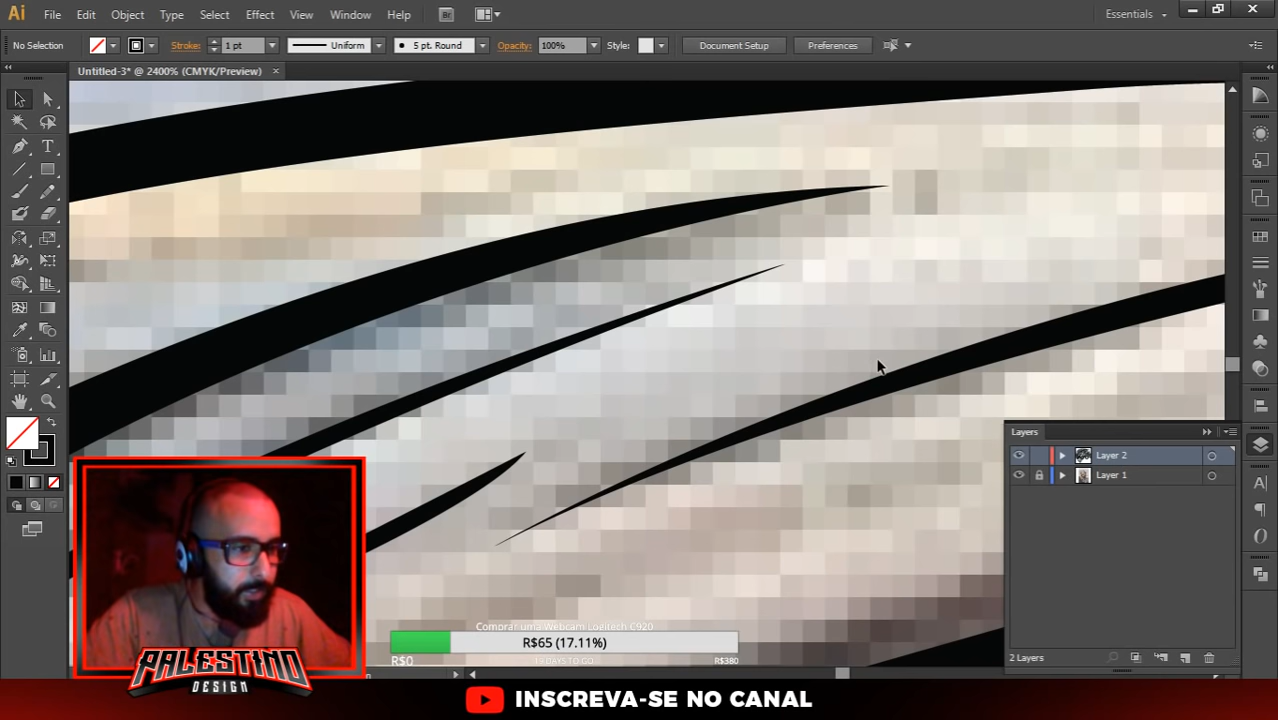 Ai File Edit Object Type Select Effect View Window Help Br Essentials
No Selection Stroke: 1 pt Uniform 5 pt. Round Opacity: 100% Style: Document Setup Preferences
Untitled-3* @ 2400% (CMYK/Preview) ×
Layers
Layer 2
Layer 1
2 Layers
Comprar uma Webcam Logitech C920
R$65 (17.11%)
R$0 R$380
PALESTINO
DESIGN
INSCREVA-SE NO CANAL